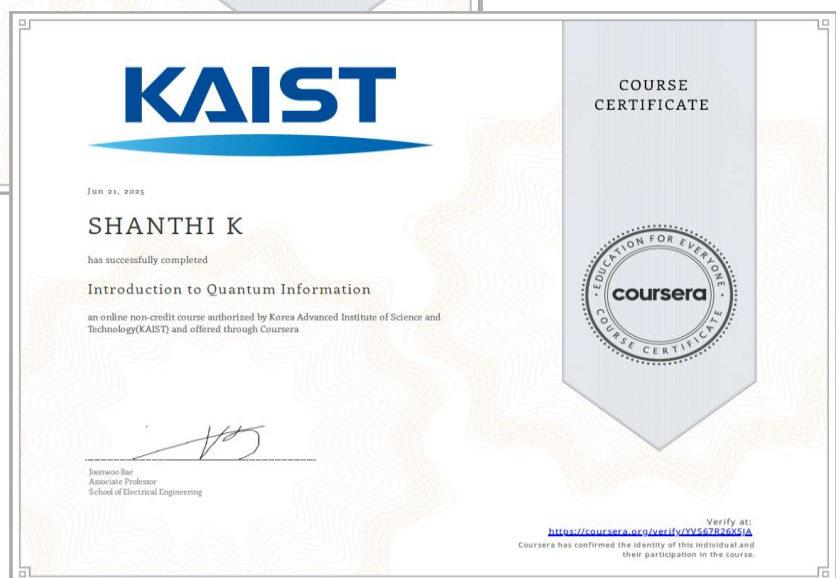 KAIST
COURSE
CERTIFICATE
Jun 21, 2025
SHANTHI K
has successfully completed
Introduction to Quantum Information
an online non-credit course authorized by Korea Advanced Institute of Science and
Technology(KAIST) and offered through Coursera
EDUCATION FOR EVERYONE
coursera
COURSE CERTIFICATE
Joonwoo Bae
Associate Professor
School of Electrical Engineering
Verify at:
https://coursera.org/verify/YVS67R26XSJA
Coursera has confirmed the identity of this individual and
their participation in the course.